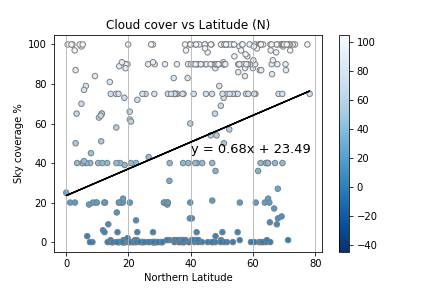 Cloud cover vs Latitude (N)
100
80
60
40
20
0
Sky coverage %
y = 0.68x + 23.49
0 20 40 60 80
Northern Latitude
100
80
60
40
20
0
−20
−40